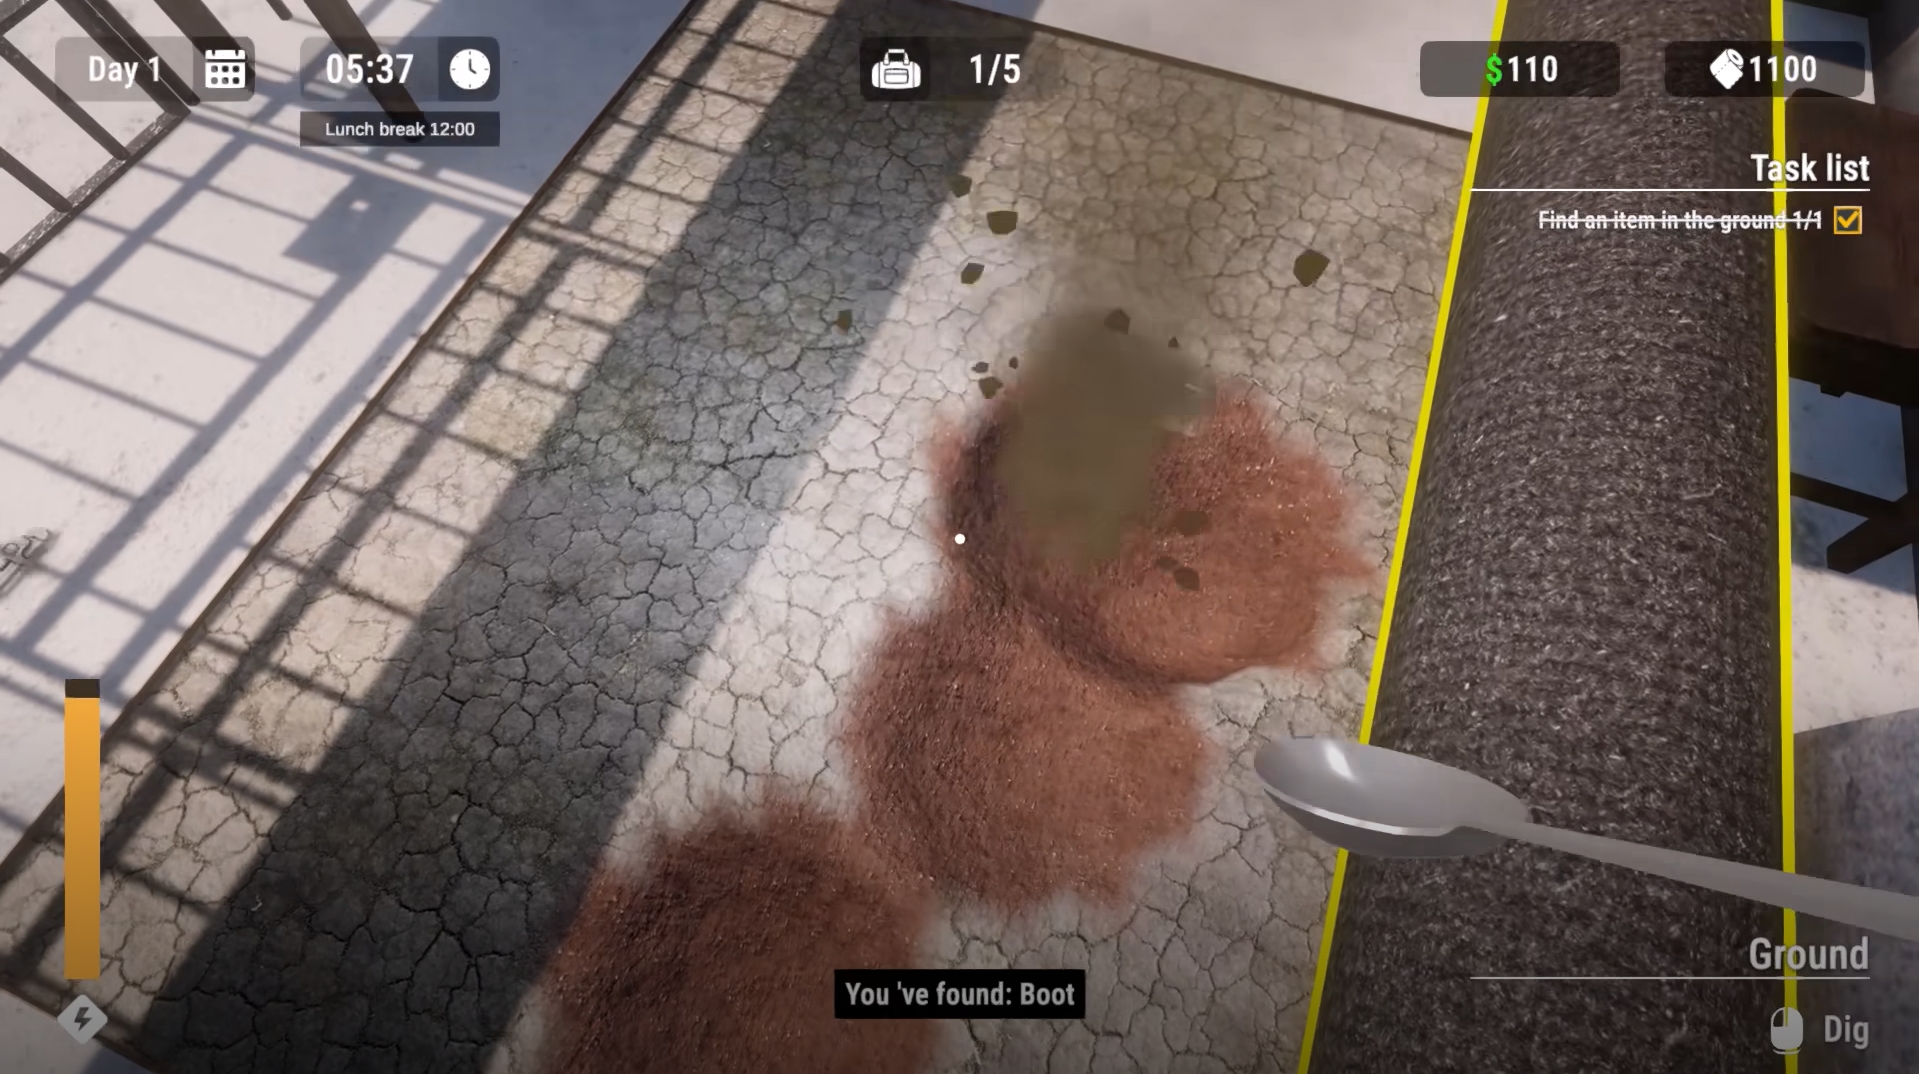 Day 1
05:37
Lunch break 12:00
1/5
$110
1100
Task list
Find an item in the ground 1/1
You 've found: Boot
Ground
Dig